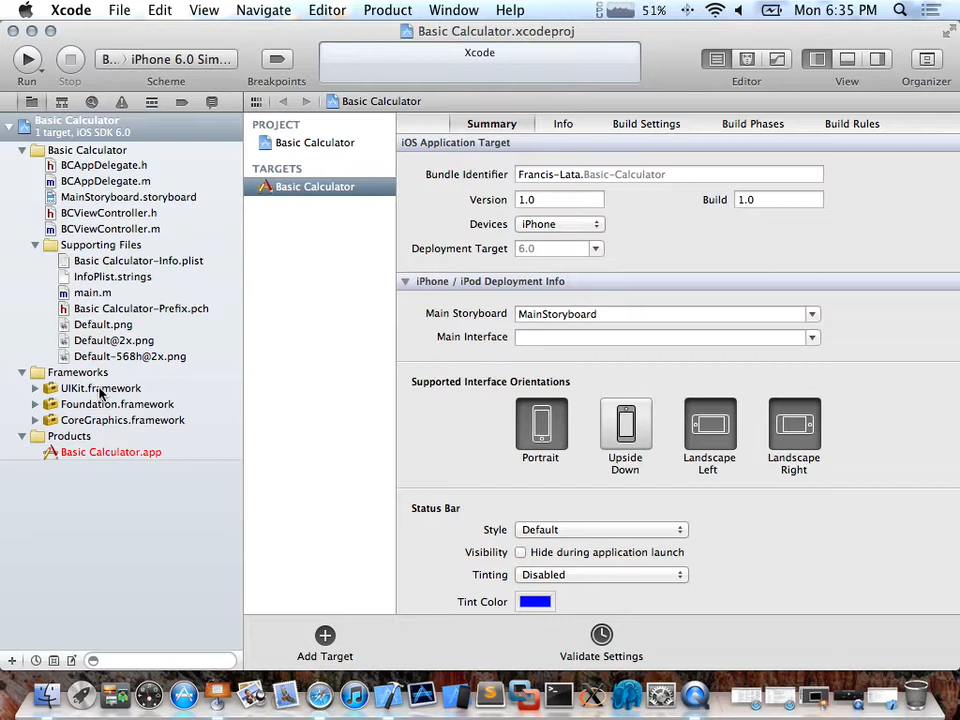 Xcode File Edit View Navigate Editor Product Window Help 51% Mon 6:35 PM
Basic Calculator.xcodeproj
Xcode
B... iPhone 6.0 Sim...
Run Stop Scheme Breakpoints Editor View Organizer
Basic Calculator
1 target, iOS SDK 6.0
Basic Calculator
BCAppDelegate.h
BCAppDelegate.m
MainStoryboard.storyboard
BCViewController.h
BCViewController.m
Supporting Files
Basic Calculator-Info.plist
InfoPlist.strings
main.m
Basic Calculator-Prefix.pch
Default.png
Default@2x.png
Default-568h@2x.png
Frameworks
UIKit.framework
Foundation.framework
CoreGraphics.framework
Products
Basic Calculator.app
Basic Calculator
PROJECT
Basic Calculator
TARGETS
Basic Calculator
Summary Info Build Settings Build Phases Build Rules
iOS Application Target
Bundle Identifier Francis-Lata.Basic-Calculator
Version 1.0 Build 1.0
Devices iPhone
Deployment Target 6.0
iPhone / iPod Deployment Info
Main Storyboard MainStoryboard
Main Interface
Supported Interface Orientations
Portrait
Upside Down
Landscape Left
Landscape Right
Status Bar
Style Default
Visibility Hide during application launch
Tinting Disabled
Tint Color
Add Target Validate Settings